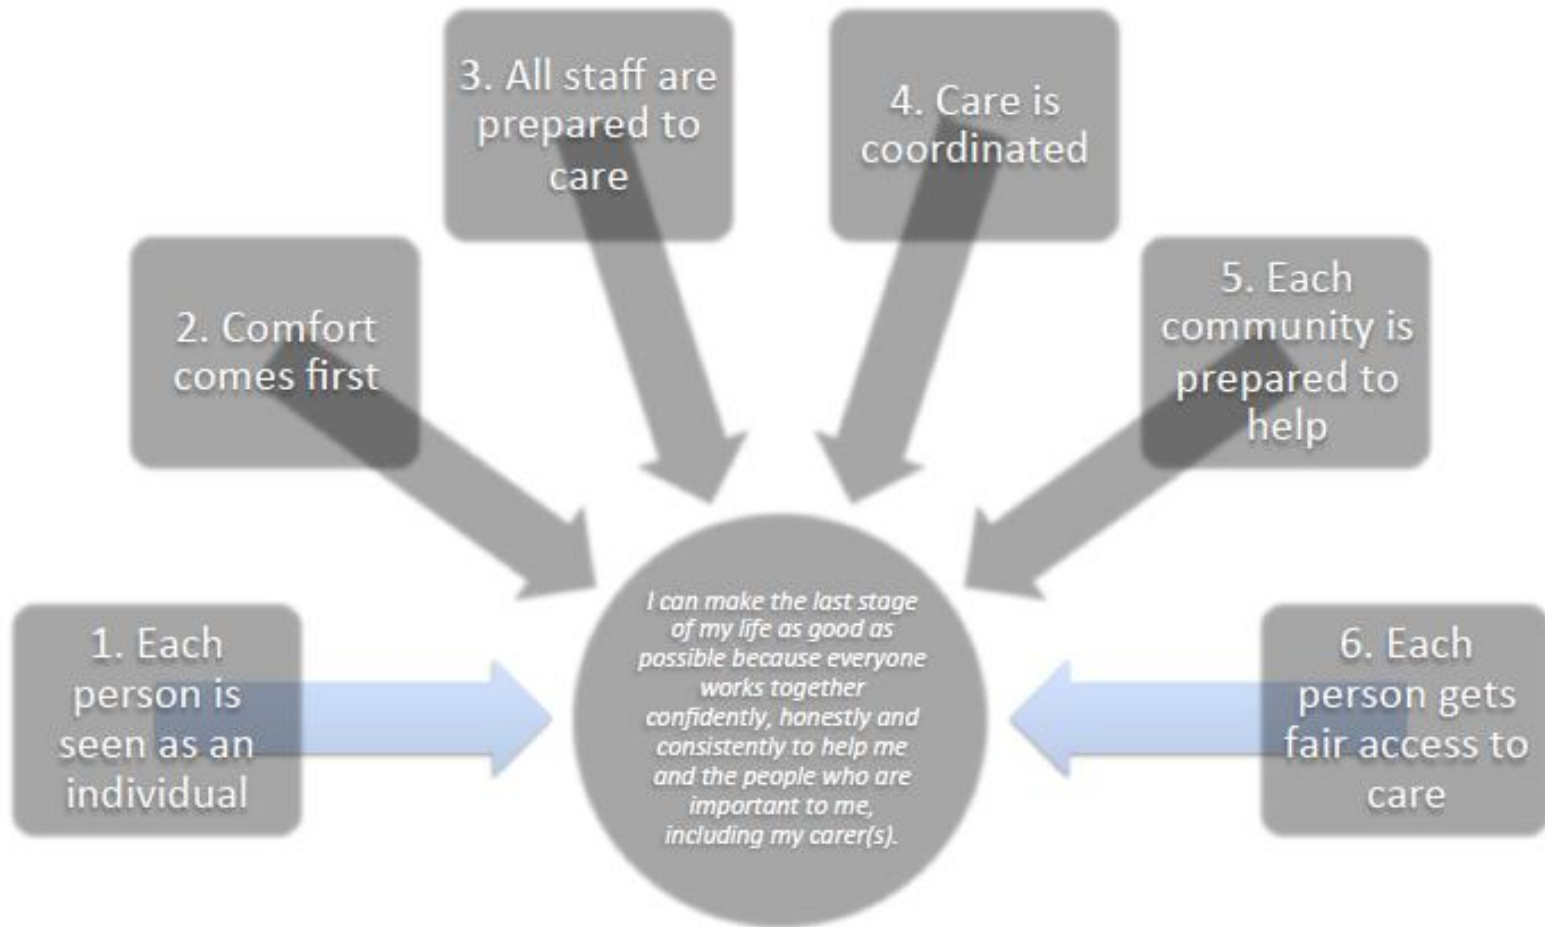 3. All staff are
prepared to
care
4. Care is
coordinated
2. Comfort
comes first
5. Each
community is
prepared to
help
1. Each
person is
seen as an
individual
I can make the last stage
of my life as good as
possible because everyone
works together
confidently, honestly and
consistently to help me
and the people who are
important to me,
including my carer(s).
6. Each
person gets
fair access to
care